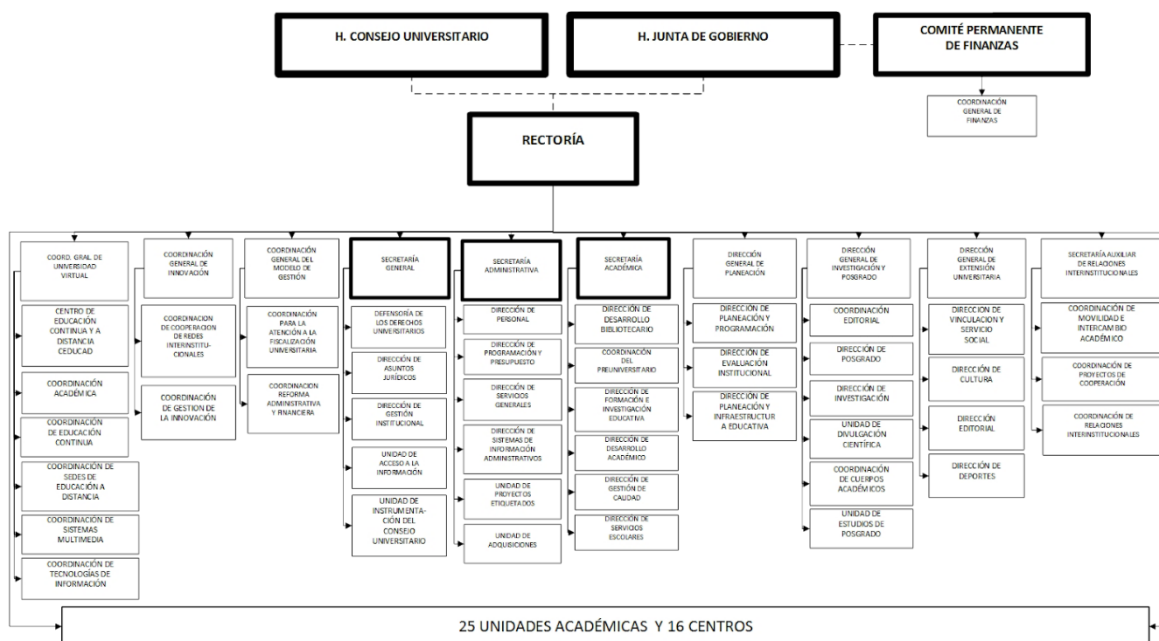 H. CONSEJO UNIVERSITARIO
H. JUNTA DE GOBIERNO
COMITÉ PERMANENTE
DE FINANZAS
COORDINACIÓN
GENERAL DE
FINANZAS
RECTORÍA
COORD. GRAL. DE
UNIVERSIDAD
VIRTUAL
CENTRO DE
EDUCACIÓN
CONTINUA Y A
DISTANCIA
CEDUCAD
COORDINACIÓN
ACADÉMICA
COORDINACIÓN
DE EDUCACIÓN
CONTINUA
COORDINACIÓN DE
SEDES DE
EDUCACIÓN A
DISTANCIA
COORDINACIÓN DE
SISTEMAS
MULTIMEDIA
COORDINACIÓN DE
TECNOLOGÍAS DE
INFORMACIÓN
COORDINACIÓN
GENERAL DE
INNOVACIÓN
COORDINACION
DE COOPERACION
DE REDES
INTERINSTITU-
CIONALES
COORDINACIÓN
DE GESTION DE
LA INNOVACIÓN
COORDINACIÓN
GENERAL DEL
MODELO DE
GESTIÓN
COORDINACIÓN
PARA LA
ATENCIÓN A LA
FISCALIZACIÓN
UNIVERSITARIA
COORDINACION
REFORMA
ADMINISTRATIVA
Y FINANCIERA
SECRETARÍA
GENERAL
DEFENSORÍA DE
LOS DERECHOS
UNIVERSITARIOS
DIRECCIÓN DE
ASUNTOS
JURÍDICOS
DIRECCIÓN DE
GESTIÓN
INSTITUCIONAL
UNIDAD DE
ACCESO A LA
INFORMACIÓN
UNIDAD DE
INSTRUMENTA-
CIÓN DEL
CONSEJO
UNIVERSITARIO
SECRETARÍA
ADMINISTRATIVA
DIRECCIÓN DE
PERSONAL
DIRECCIÓN DE
PROGRAMACIÓN Y
PRESUPUESTO
DIRECCIÓN DE
SERVICIOS
GENERALES
DIRECCIÓN DE
SISTEMAS DE
INFORMACIÓN
ADMINISTRATIVOS
UNIDAD DE
PROYECTOS
ETIQUETADOS
UNIDAD DE
ADQUISICIONES
SECRETARÍA
ACADÉMICA
DIRECCIÓN DE
DESARROLLO
BIBLIOTECARIO
COORDINACIÓN
DEL
PREUNIVERSITARIO
DIRECCIÓN DE
FORMACIÓN E
INVESTIGACIÓN
EDUCATIVA
DIRECCIÓN DE
DESARROLLO
ACADÉMICO
DIRECCIÓN DE
GESTIÓN DE
CALIDAD
DIRECCIÓN DE
SERVICIOS
ESCOLARES
DIRECCIÓN
GENERAL DE
PLANEACIÓN
DIRECCIÓN DE
PLANEACIÓN Y
PROGRAMACIÓN
DIRECCIÓN DE
EVALUACIÓN
INSTITUCIONAL
DIRECCIÓN DE
PLANEACIÓN Y
INFRAESTRUCTUR
A EDUCATIVA
DIRECCIÓN
GENERAL DE
INVESTIGACIÓN Y
POSGRADO
COORDINACIÓN
EDITORIAL
DIRECCIÓN DE
POSGRADO
DIRECCIÓN DE
INVESTIGACIÓN
UNIDAD DE
DIVULGACIÓN
CIENTÍFICA
COORDINACIÓN
DE CUERPOS
ACADÉMICOS
UNIDAD DE
ESTUDIOS DE
POSGRADO
DIRECCIÓN
GENERAL DE
EXTENSIÓN
UNIVERSITARIA
DIRECCION DE
VINCULACION Y
SERVICIO
SOCIAL
DIRECCIÓN
DE CULTURA
DIRECCIÓN
EDITORIAL
DIRECCIÓN DE
DEPORTES
SECRETARÍA AUXILIAR
DE RELACIONES
INTERINSTITUCIONALES
COORDINACIÓN DE
MOVILIDAD E
INTERCAMBIO
ACADÉMICO
COORDINACIÓN DE
PROYECTOS DE
COOPERACIÓN
COORDINACIÓN DE
RELACIONES
INTERINSTITUCIONALES
25 UNIDADES ACADÉMICAS Y 16 CENTROS